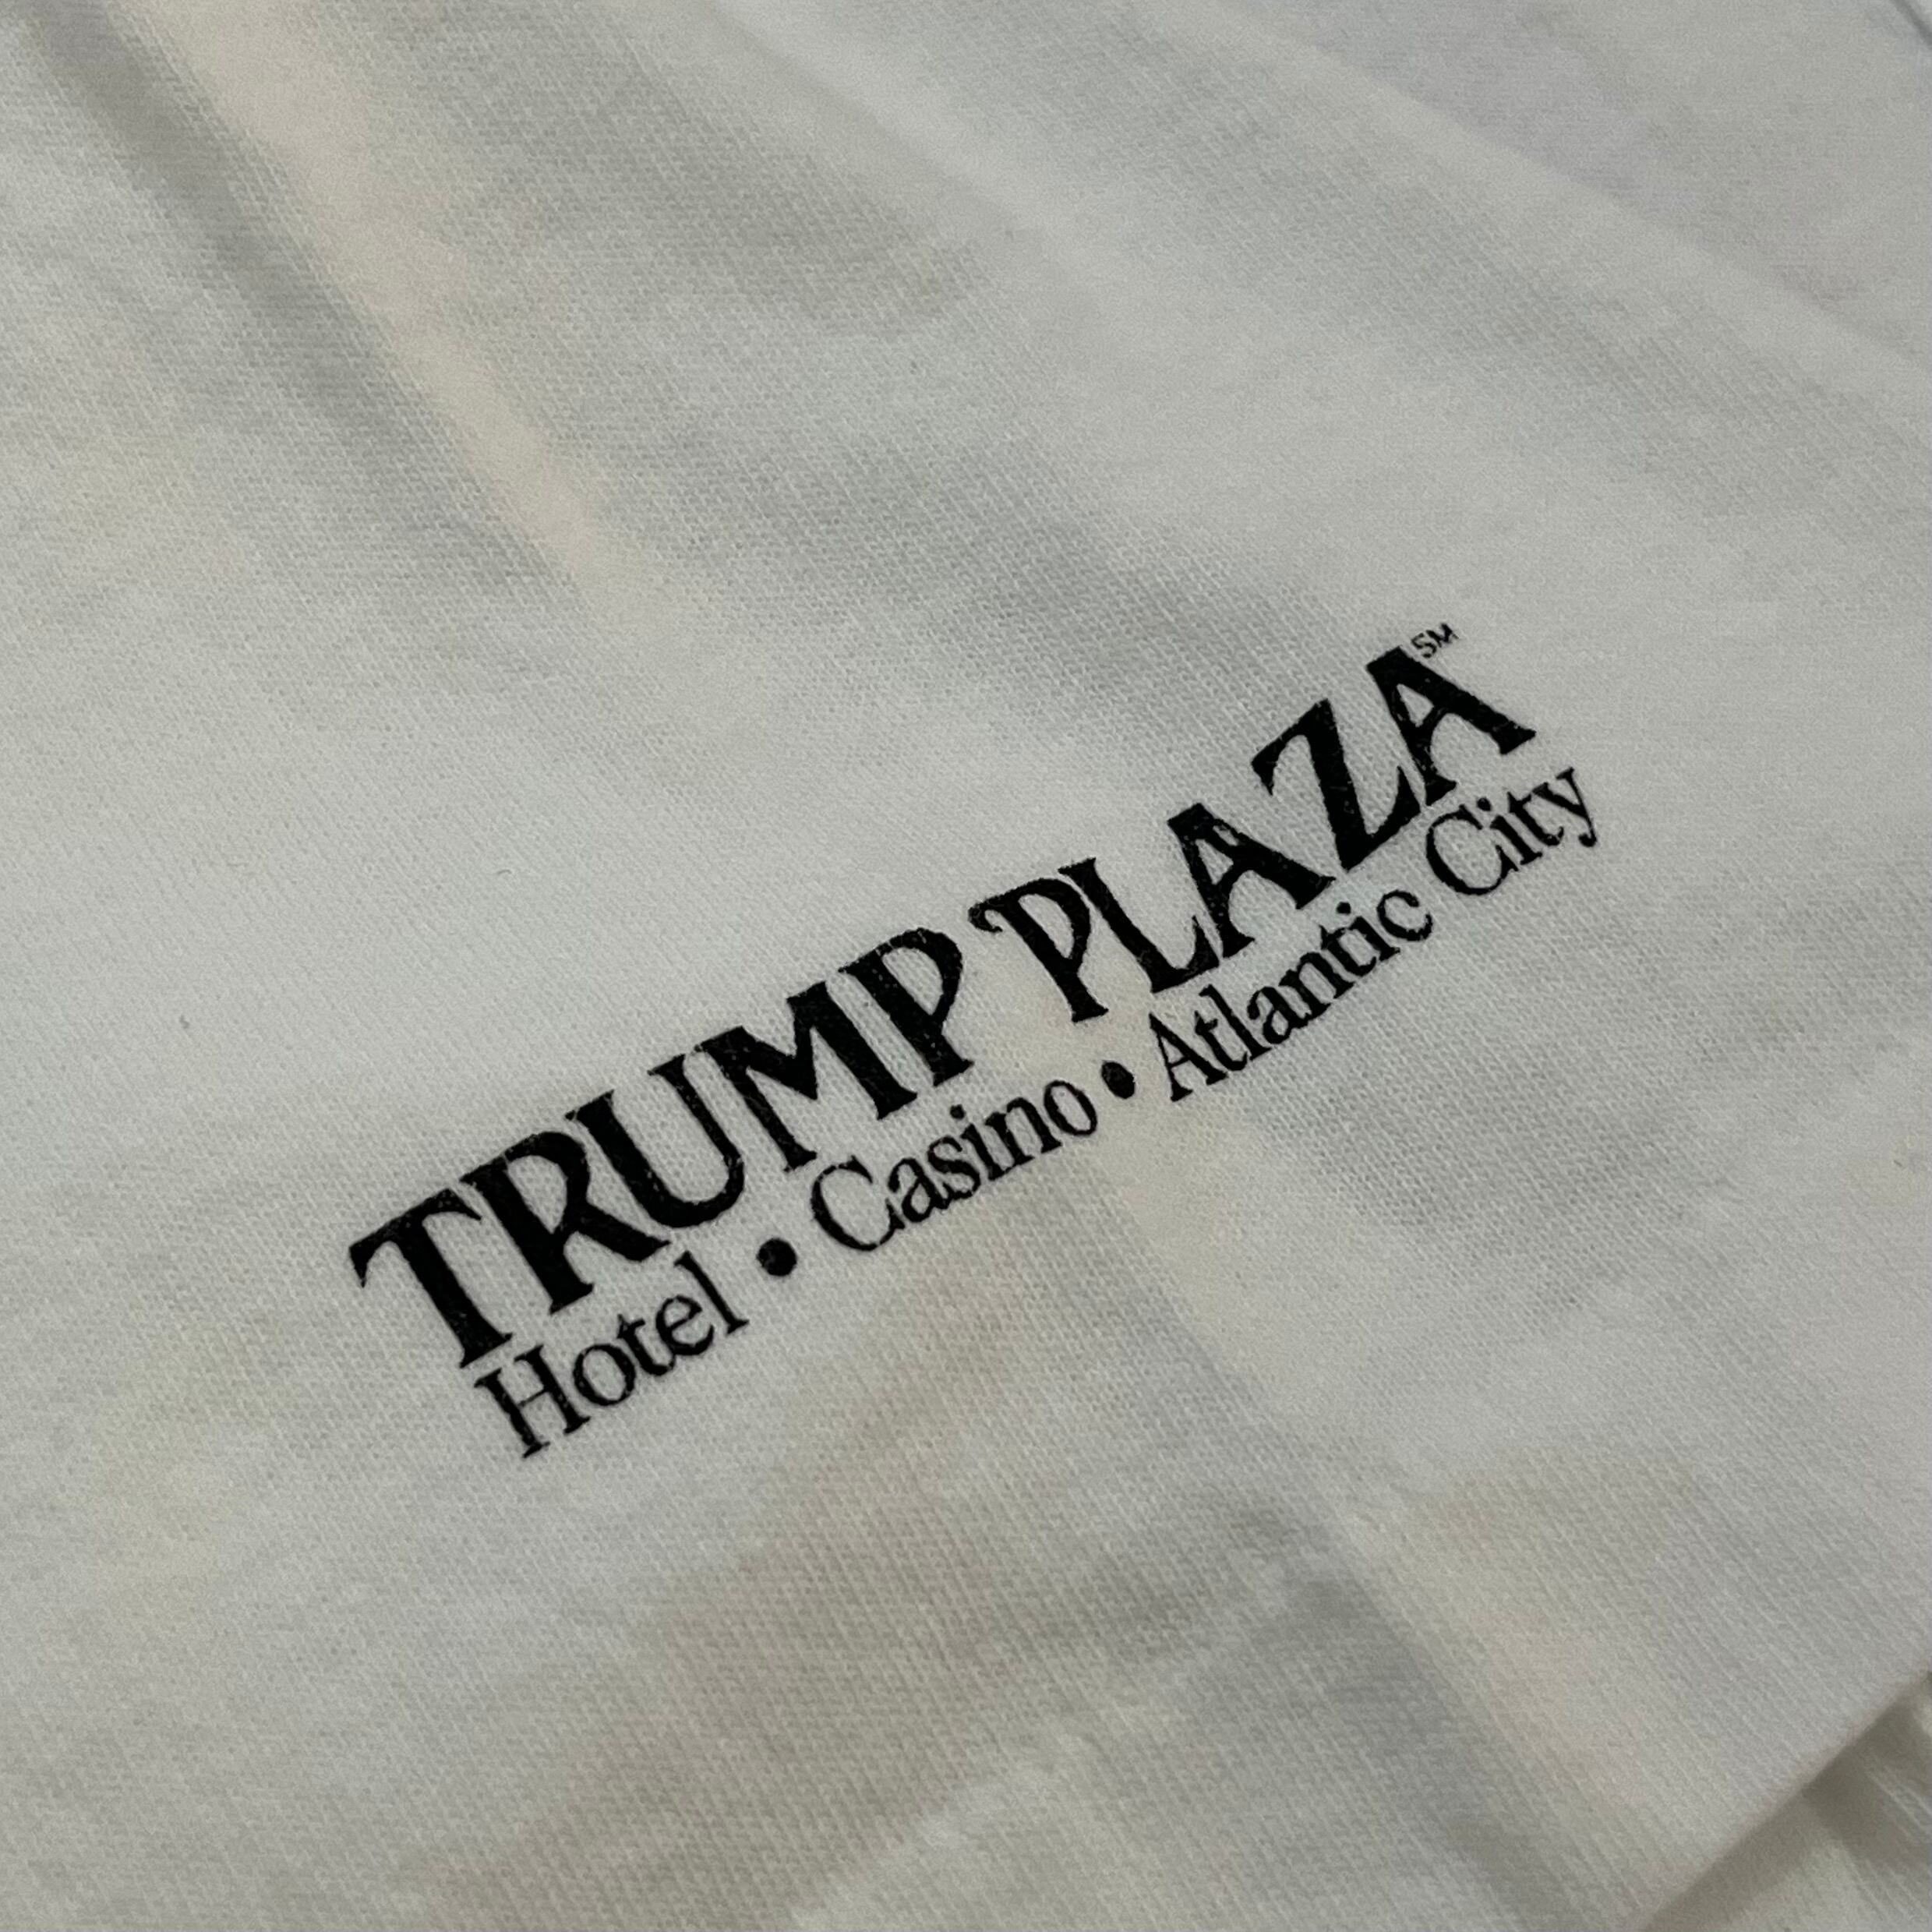 TRUMP PLAZA℠
Hotel • Casino • Atlantic City